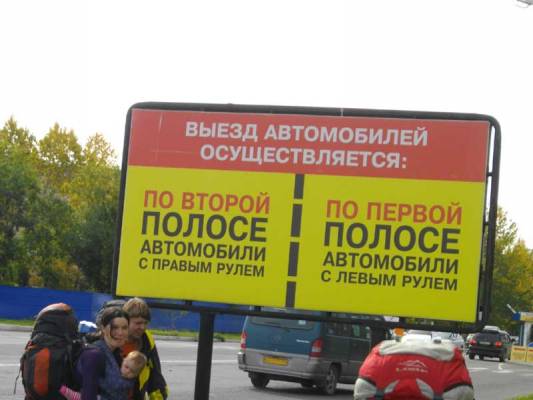 ВЫЕЗД АВТОМОБИЛЕЙ
ОСУЩЕСТВЛЯЕТСЯ:
ПО ВТОРОЙ
ПОЛОСЕ
АВТОМОБИЛИ
С ПРАВЫМ РУЛЕМ
ПО ПЕРВОЙ
ПОЛОСЕ
АВТОМОБИЛИ
С ЛЕВЫМ РУЛЕМ